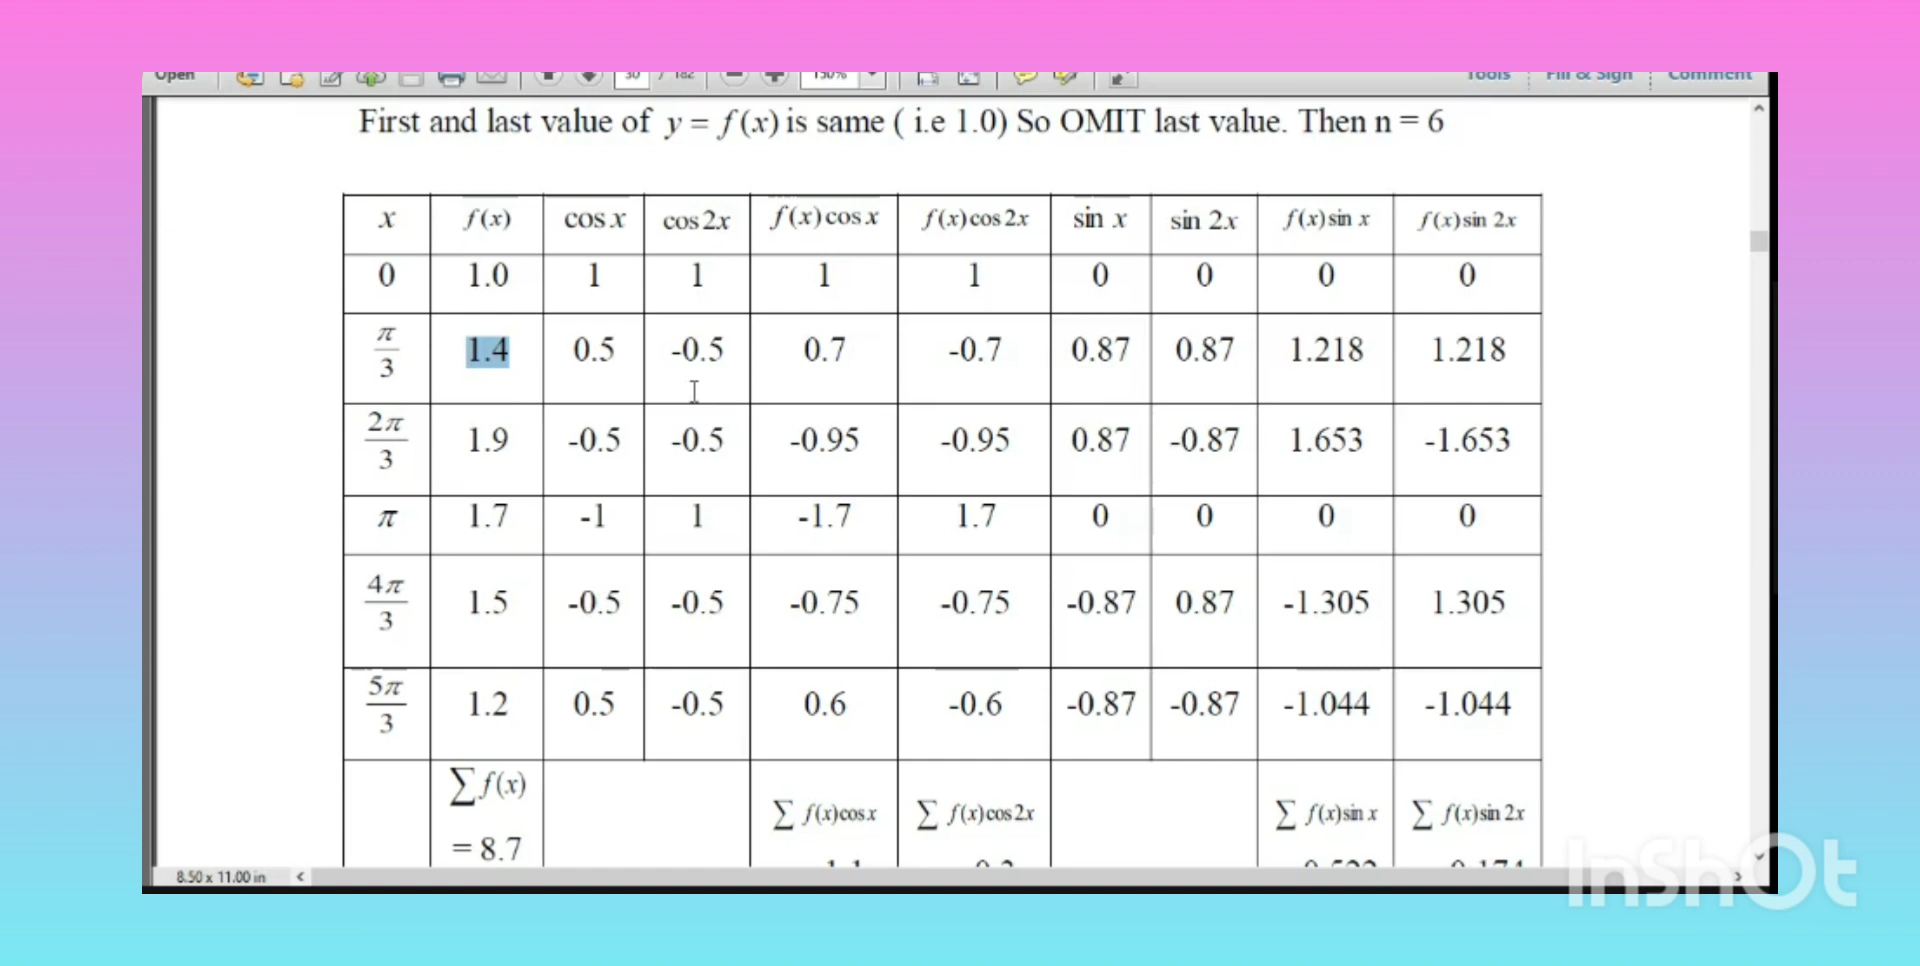 Open 30 / 182 150% Tools Fill & Sign Comment
First and last value of y = f(x) is same ( i.e 1.0) So OMIT last value. Then n = 6
x f(x) cos x cos 2x f(x) cos x f(x) cos 2x sin x sin 2x f(x) sin x f(x) sin 2x
0 1.0 1 1 1 1 0 0 0 0
π/3 1.4 0.5 -0.5 0.7 -0.7 0.87 0.87 1.218 1.218
2π/3 1.9 -0.5 -0.5 -0.95 -0.95 0.87 -0.87 1.653 -1.653
π 1.7 -1 1 -1.7 1.7 0 0 0 0
4π/3 1.5 -0.5 -0.5 -0.75 -0.75 -0.87 0.87 -1.305 1.305
5π/3 1.2 0.5 -0.5 0.6 -0.6 -0.87 -0.87 -1.044 -1.044
∑ f(x) ∑ f(x)cos x ∑ f(x)cos 2x ∑ f(x)sin x ∑ f(x)sin 2x
= 8.7
8.50 x 11.00 in
InShOt